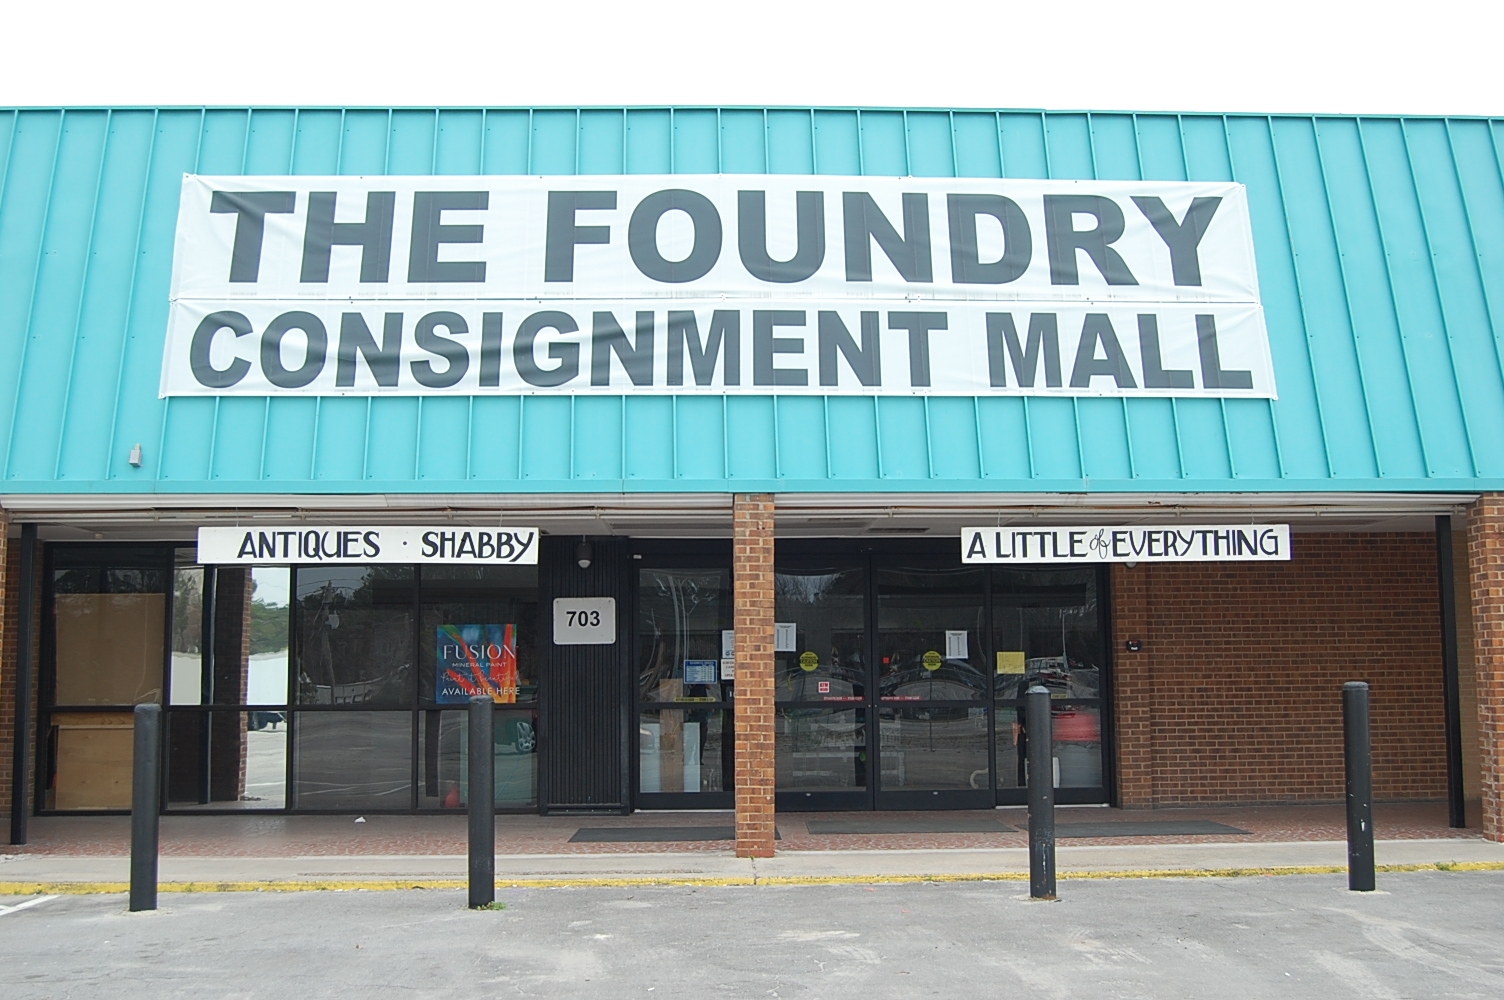 THE FOUNDRY
CONSIGNMENT MALL
ANTIQUES · SHABBY
A LITTLE of EVERYTHING
703
FUSION
MINERAL PAINT
AVAILABLE HERE